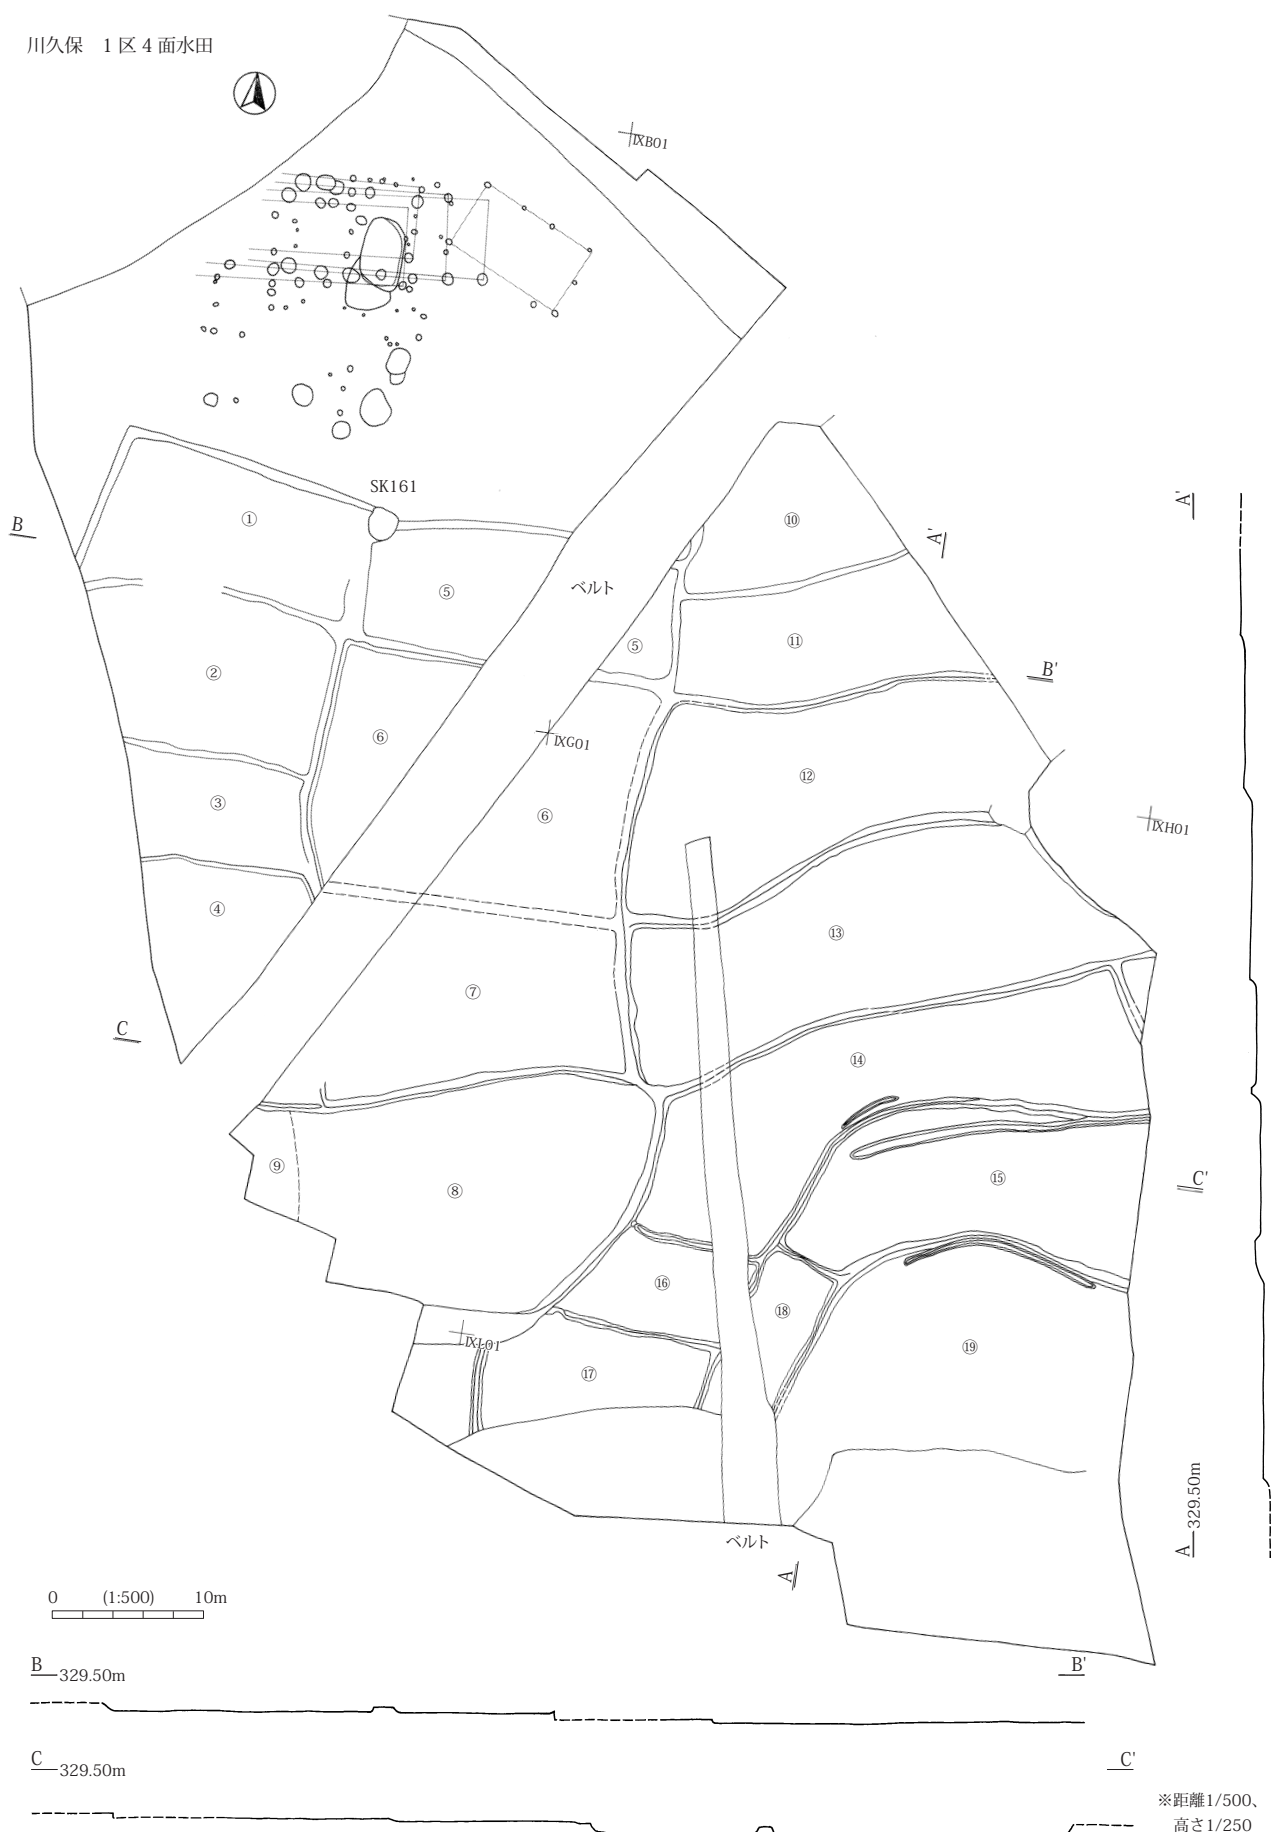 川久保　1 区 4 面水田
IXB01
SK161
B
①
A'
A'
⑩
⑤
ベルト
⑤
⑪
B'
②
⑥
IXG01
⑫
③
⑥
IXH01
④
⑬
⑦
C
⑭
⑨
⑧
⑮
C'
⑯
⑱
IXL01
⑰
⑲
A 329.50m
ベルト
A
0 (1:500) 10m
B 329.50m
B'
C 329.50m
C'
※距離1/500、
高さ1/250